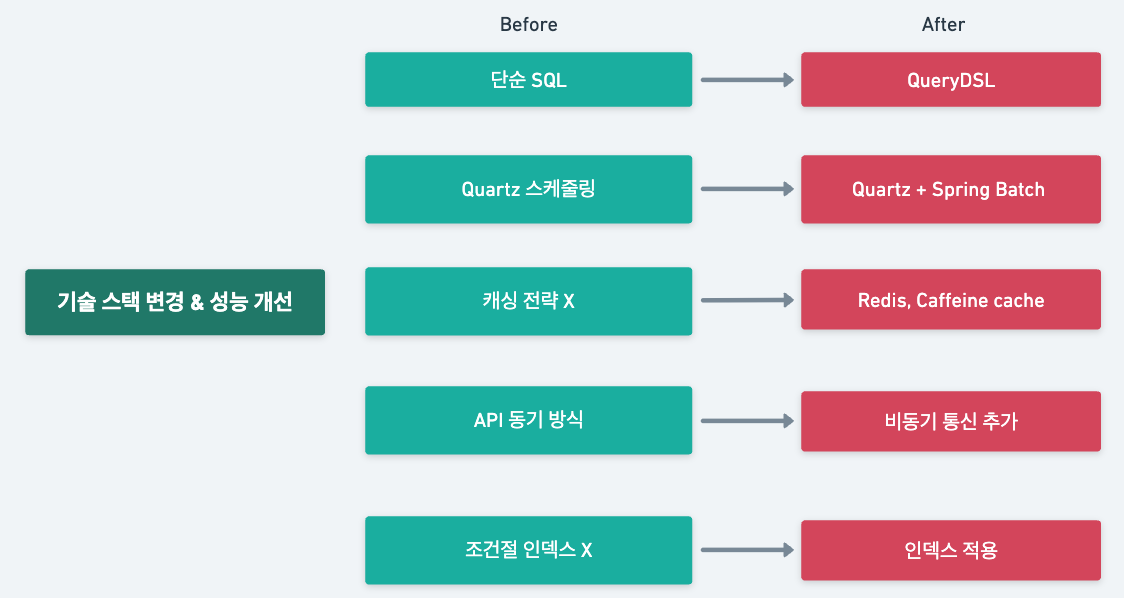 Before
After
단순 SQL
QueryDSL
Quartz 스케줄링
Quartz + Spring Batch
기술 스택 변경 & 성능 개선
캐싱 전략 X
Redis, Caffeine cache
API 동기 방식
비동기 통신 추가
조건절 인덱스 X
인덱스 적용